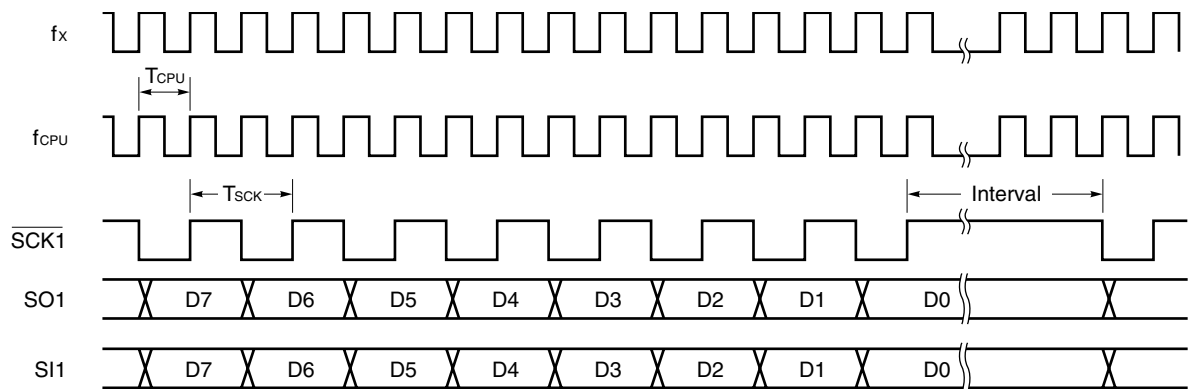 fX
TCPU
fCPU
TSCK
Interval
SCK1
SO1 D7 D6 D5 D4 D3 D2 D1 D0
SI1 D7 D6 D5 D4 D3 D2 D1 D0